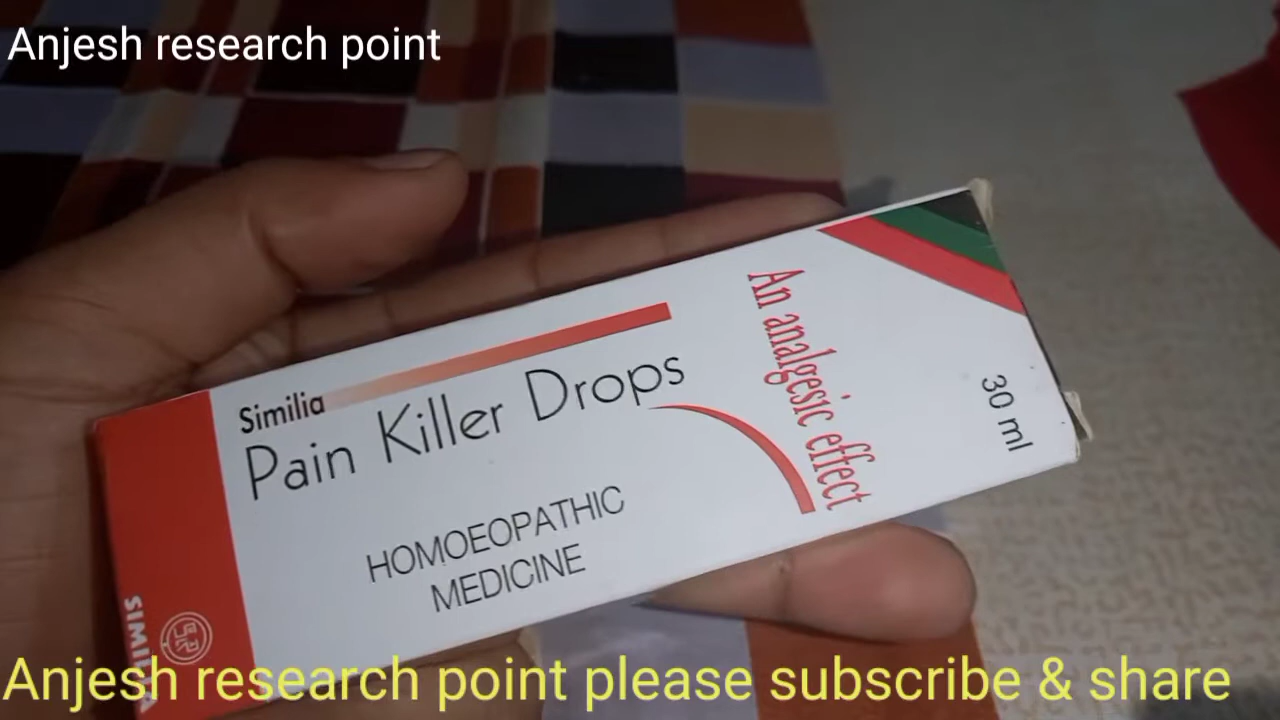 Anjesh research point
Similia
Pain Killer Drops
HOMOEOPATHIC
MEDICINE
An analgesic effect
30 ml
Anjesh research point please subscribe & share